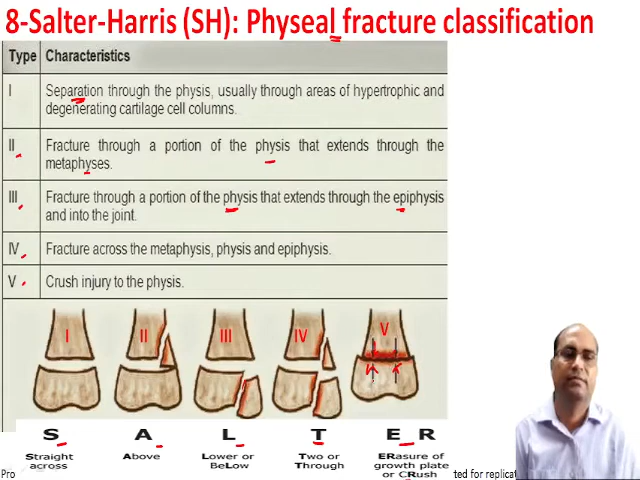 8-Salter-Harris (SH): Physeal fracture classification
Type Characteristics
I Separation through the physis, usually through areas of hypertrophic and
degenerating cartilage cell columns.
II Fracture through a portion of the physis that extends through the
metaphyses.
III Fracture through a portion of the physis that extends through the epiphysis
and into the joint.
IV Fracture across the metaphysis, physis and epiphysis.
V Crush injury to the physis.
I II III IV V
S A L T E R
Straight across
Above
Lower or BeLow
Two or Through
ERasure of growth plate or CRush
Pro
ted for replicat